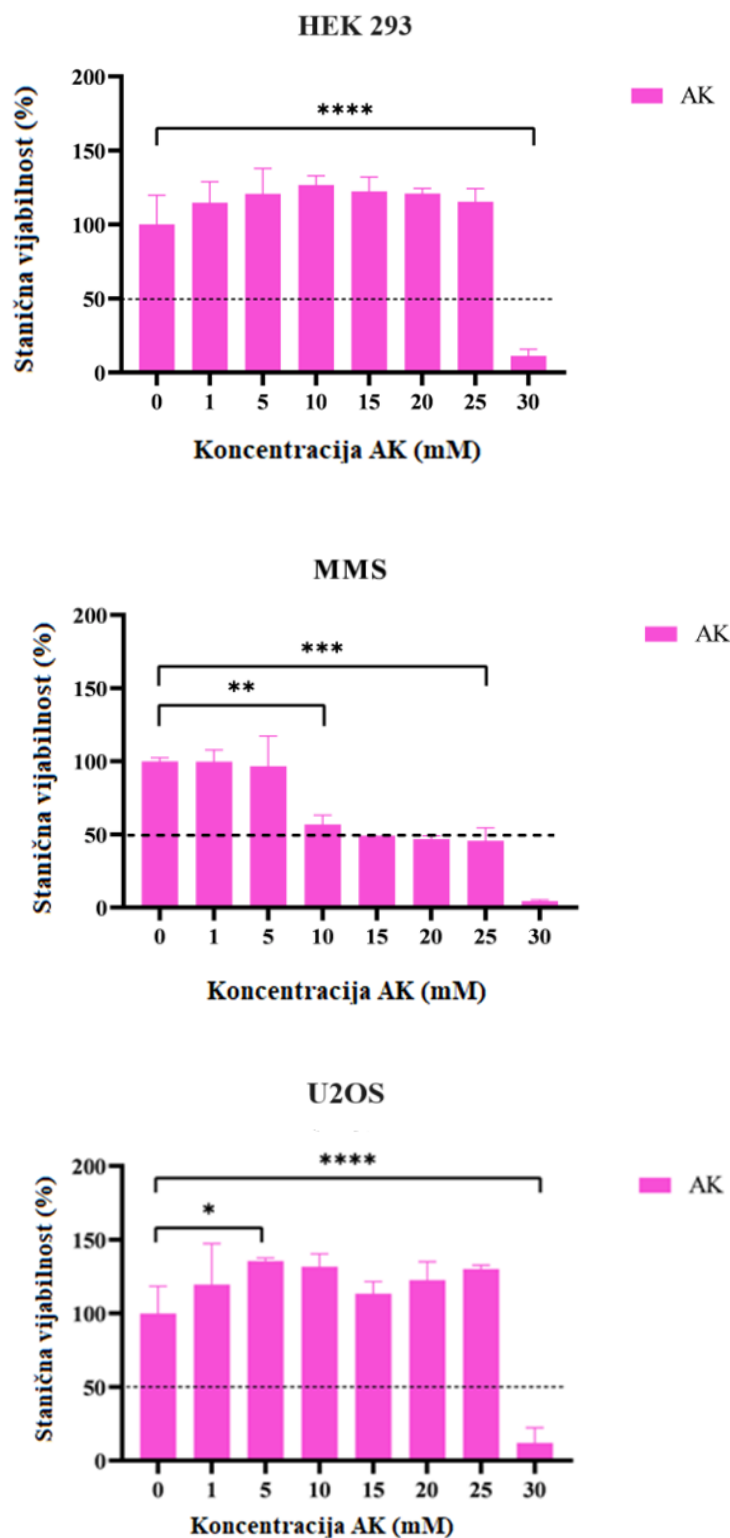 HEK 293
Stanična vijabilnost (%)
200
150
100
50
0
****
AK
0 1 5 10 15 20 25 30
Koncentracija AK (mM)
MMS
Stanična vijabilnost (%)
200
150
100
50
0
***
**
AK
0 1 5 10 15 20 25 30
Koncentracija AK (mM)
U2OS
Stanična vijabilnost (%)
200
150
100
50
0
****
*
AK
0 1 5 10 15 20 25 30
Koncentracija AK (mM)